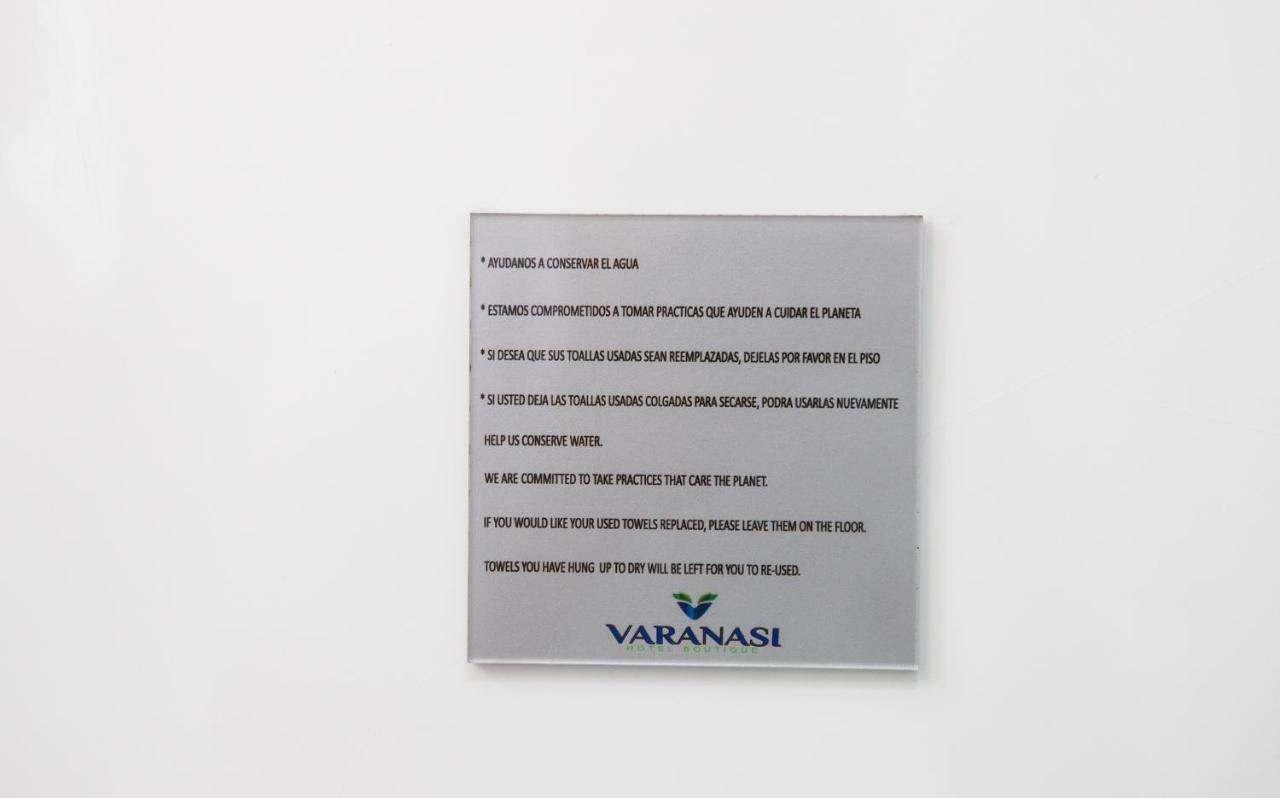 * AYUDANOS A CONSERVAR EL AGUA
* ESTAMOS COMPROMETIDOS A TOMAR PRACTICAS QUE AYUDEN A CUIDAR EL PLANETA
* SI DESEA QUE SUS TOALLAS USADAS SEAN REEMPLAZADAS, DEJELAS POR FAVOR EN EL PISO
* SI USTED DEJA LAS TOALLAS USADAS COLGADAS PARA SECARSE, PODRA USARLAS NUEVAMENTE
HELP US CONSERVE WATER.
WE ARE COMMITTED TO TAKE PRACTICES THAT CARE THE PLANET.
IF YOU WOULD LIKE YOUR USED TOWELS REPLACED, PLEASE LEAVE THEM ON THE FLOOR.
TOWELS YOU HAVE HUNG UP TO DRY WILL BE LEFT FOR YOU TO RE-USED.
VARANASI
HOTEL BOUTIQUE